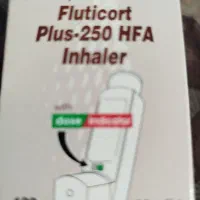 Fluticort
Plus-250 HFA
Inhaler
with
dose indicator